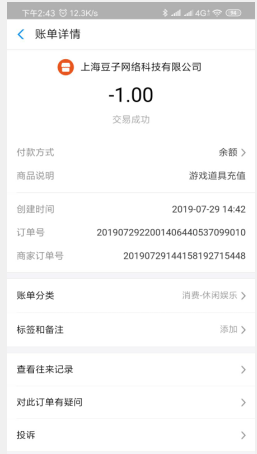 下午2:43 12.3K/s 4G 98
账单详情
上海豆子网络科技有限公司
-1.00
交易成功
付款方式 余额
商品说明 游戏道具充值
创建时间 2019-07-29 14:42
订单号 2019072922001406440537099010
商家订单号 20190729144158192715448
账单分类 消费-休闲娱乐
标签和备注 添加
查看往来记录
对此订单有疑问
投诉